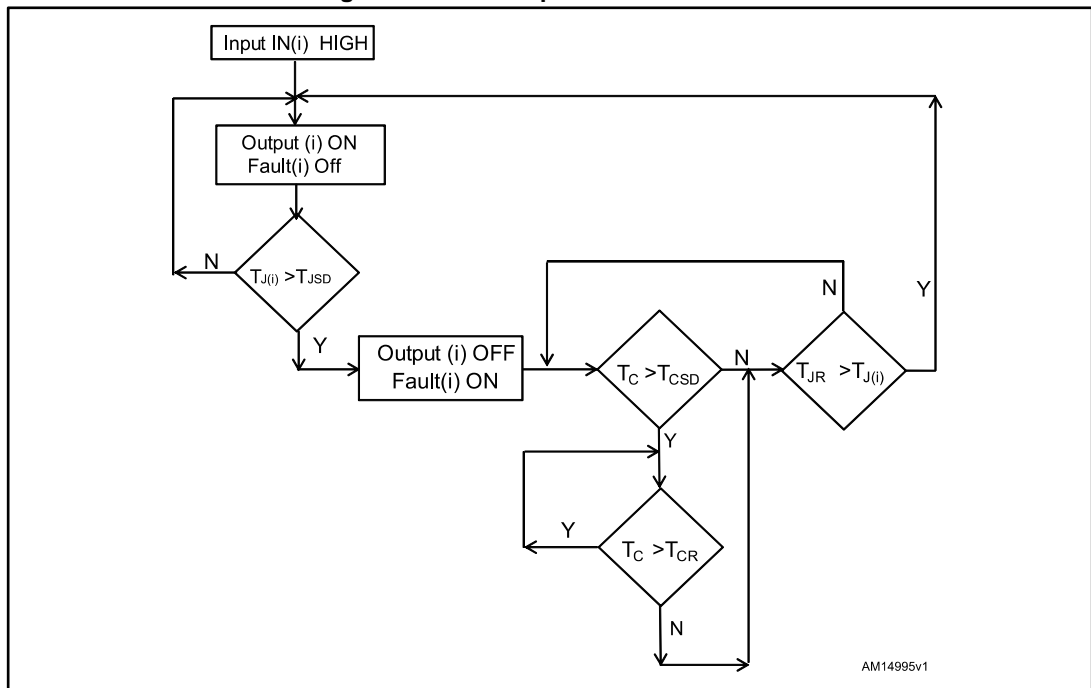 Input IN(i) HIGH
Output (i) ON
Fault(i) Off
TJ(i) >TJSD
N
Y
Output (i) OFF
Fault(i) ON
TC >TCSD
N
Y
TJR >TJ(i)
N
Y
TC >TCR
Y
N
AM14995v1